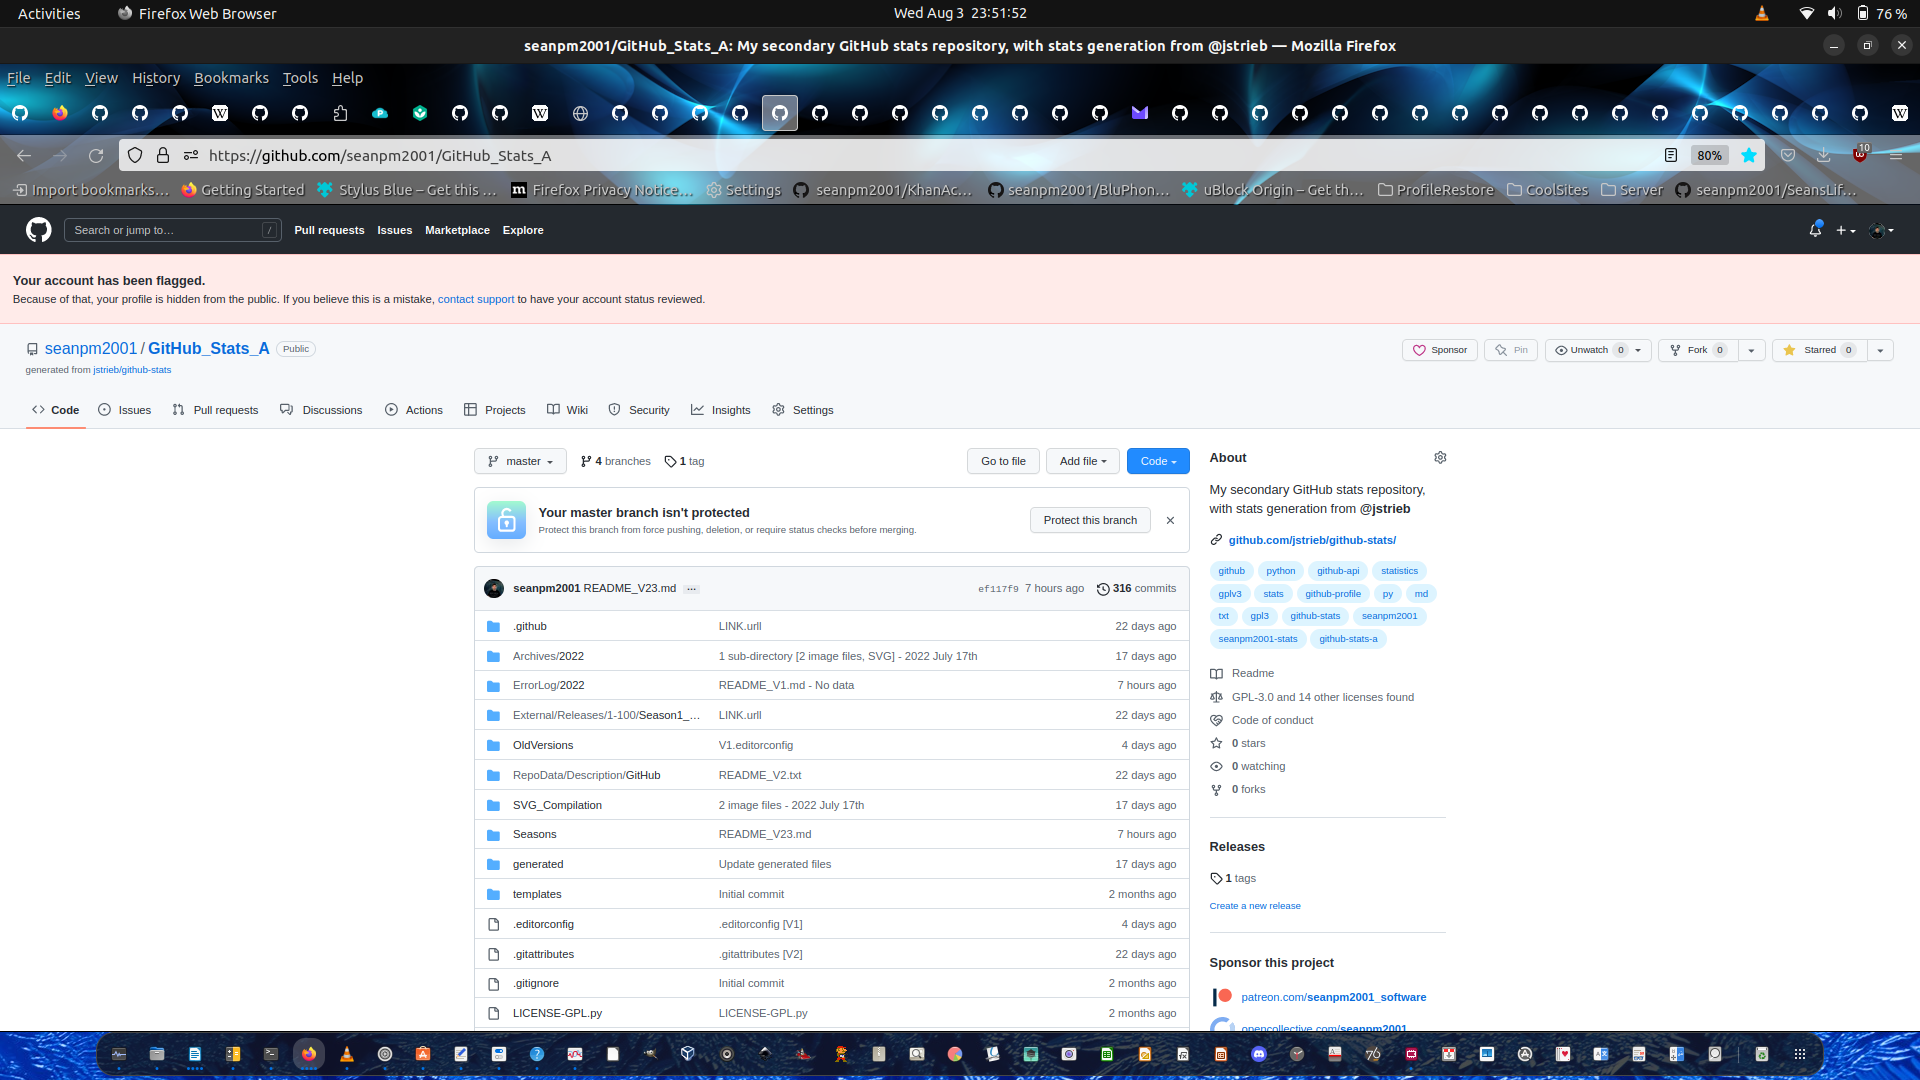 Activities
Firefox Web Browser
Wed Aug 3 23:51:52
76 %
seanpm2001/GitHub_Stats_A: My secondary GitHub stats repository, with stats generation from @jstrieb — Mozilla Firefox
File Edit View History Bookmarks Tools Help
https://github.com/seanpm2001/GitHub_Stats_A
80%
10
Import bookmarks… Getting Started Stylus Blue – Get this … Firefox Privacy Notice… Settings seanpm2001/KhanAc… seanpm2001/BluPhon… uBlock Origin – Get th… ProfileRestore CoolSites Server seanpm2001/SeansLif…
Search or jump to… /
Pull requests Issues Marketplace Explore
Your account has been flagged.
Because of that, your profile is hidden from the public. If you believe this is a mistake, contact support to have your account status reviewed.
seanpm2001 / GitHub_Stats_A Public
generated from jstrieb/github-stats
Sponsor Pin Unwatch 0 Fork 0 Starred 0
Code Issues Pull requests Discussions Actions Projects Wiki Security Insights Settings
master 4 branches 1 tag Go to file Add file Code
Your master branch isn't protected
Protect this branch from force pushing, deletion, or require status checks before merging.
Protect this branch
seanpm2001 README_V23.md ... ef117f9 7 hours ago 316 commits
.github LINK.urll 22 days ago
Archives/2022 1 sub-directory [2 image files, SVG] - 2022 July 17th 17 days ago
ErrorLog/2022 README_V1.md - No data 7 hours ago
External/Releases/1-100/Season1_… LINK.urll 22 days ago
OldVersions V1.editorconfig 4 days ago
RepoData/Description/GitHub README_V2.txt 22 days ago
SVG_Compilation 2 image files - 2022 July 17th 17 days ago
Seasons README_V23.md 7 hours ago
generated Update generated files 17 days ago
templates Initial commit 2 months ago
.editorconfig .editorconfig [V1] 4 days ago
.gitattributes .gitattributes [V2] 22 days ago
.gitignore Initial commit 2 months ago
LICENSE-GPL.py LICENSE-GPL.py 2 months ago
About
My secondary GitHub stats repository,
with stats generation from @jstrieb
github.com/jstrieb/github-stats/
github python github-api statistics
gplv3 stats github-profile py md
txt gpl3 github-stats seanpm2001
seanpm2001-stats github-stats-a
Readme
GPL-3.0 and 14 other licenses found
Code of conduct
0 stars
0 watching
0 forks
Releases
1 tags
Create a new release
Sponsor this project
patreon.com/seanpm2001_software
opencollective.com/seanpm2001